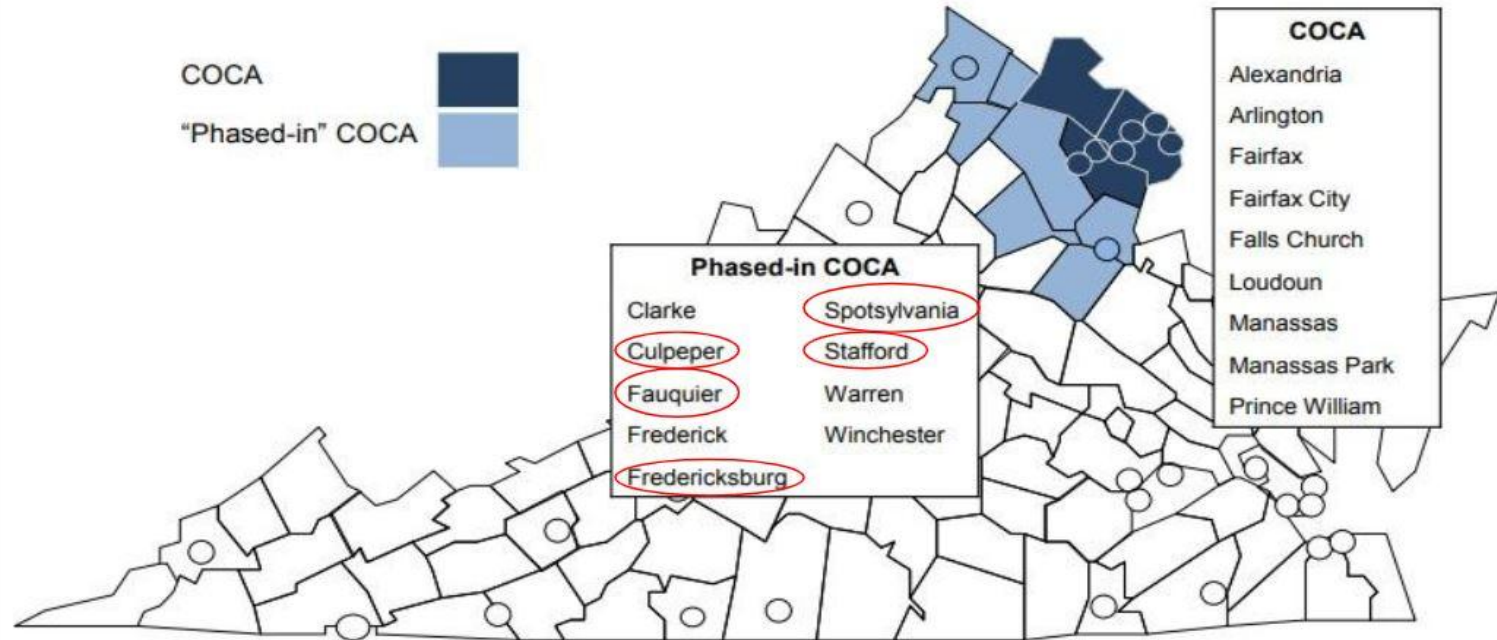 COCA
“Phased-in” COCA
Phased-in COCA
Clarke
Culpeper
Fauquier
Frederick
Fredericksburg
Spotsylvania
Stafford
Warren
Winchester
COCA
Alexandria
Arlington
Fairfax
Fairfax City
Falls Church
Loudoun
Manassas
Manassas Park
Prince William